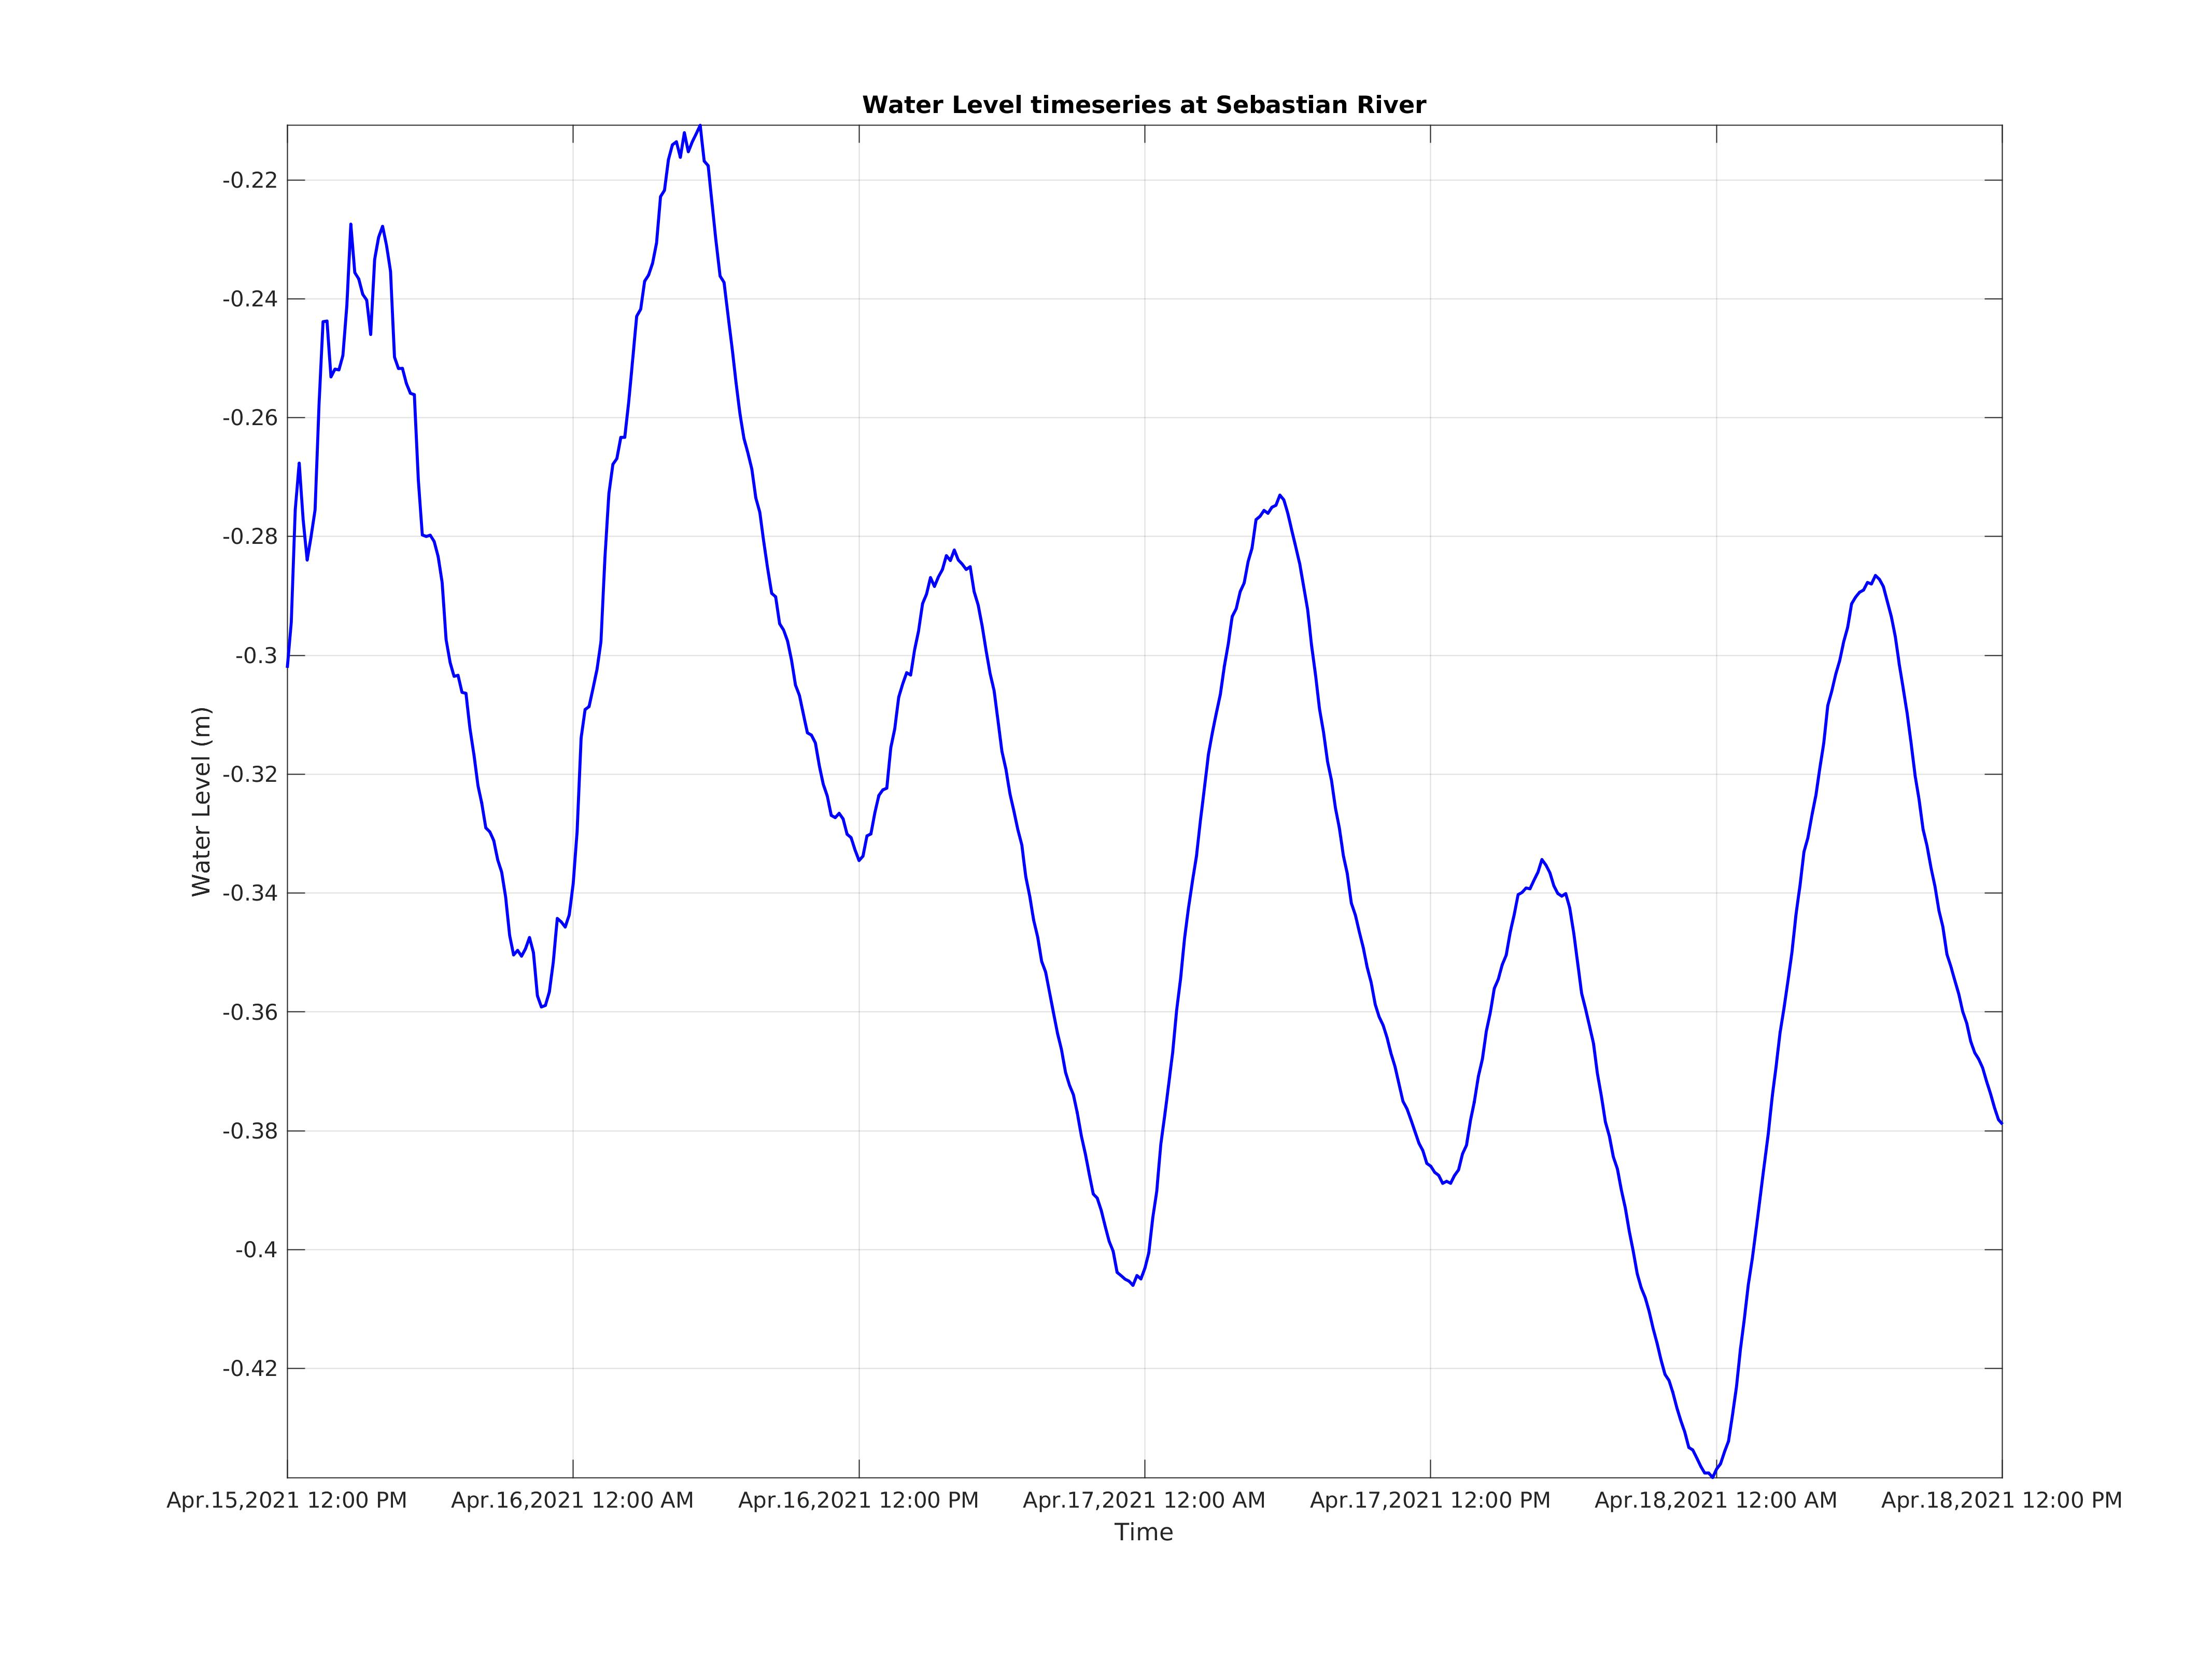 Water Level timeseries at Sebastian River
-0.22
-0.24
-0.26
-0.28
-0.3
-0.32
-0.34
-0.36
-0.38
-0.4
-0.42
Water Level (m)
Apr.15,2021 12:00 PM Apr.16,2021 12:00 AM Apr.16,2021 12:00 PM Apr.17,2021 12:00 AM Apr.17,2021 12:00 PM Apr.18,2021 12:00 AM Apr.18,2021 12:00 PM
Time